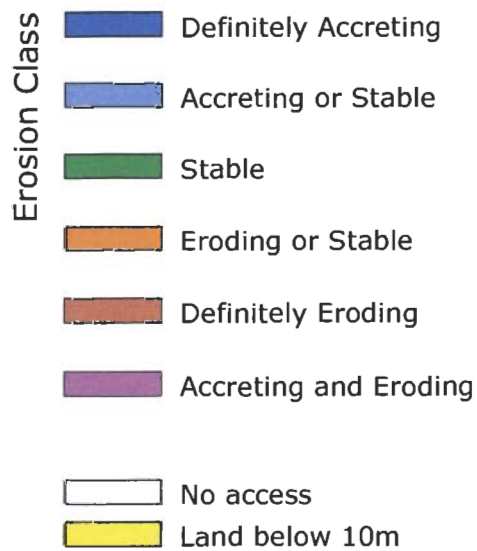 Erosion Class
Definitely Accreting
Accreting or Stable
Stable
Eroding or Stable
Definitely Eroding
Accreting and Eroding
No access
Land below 10m